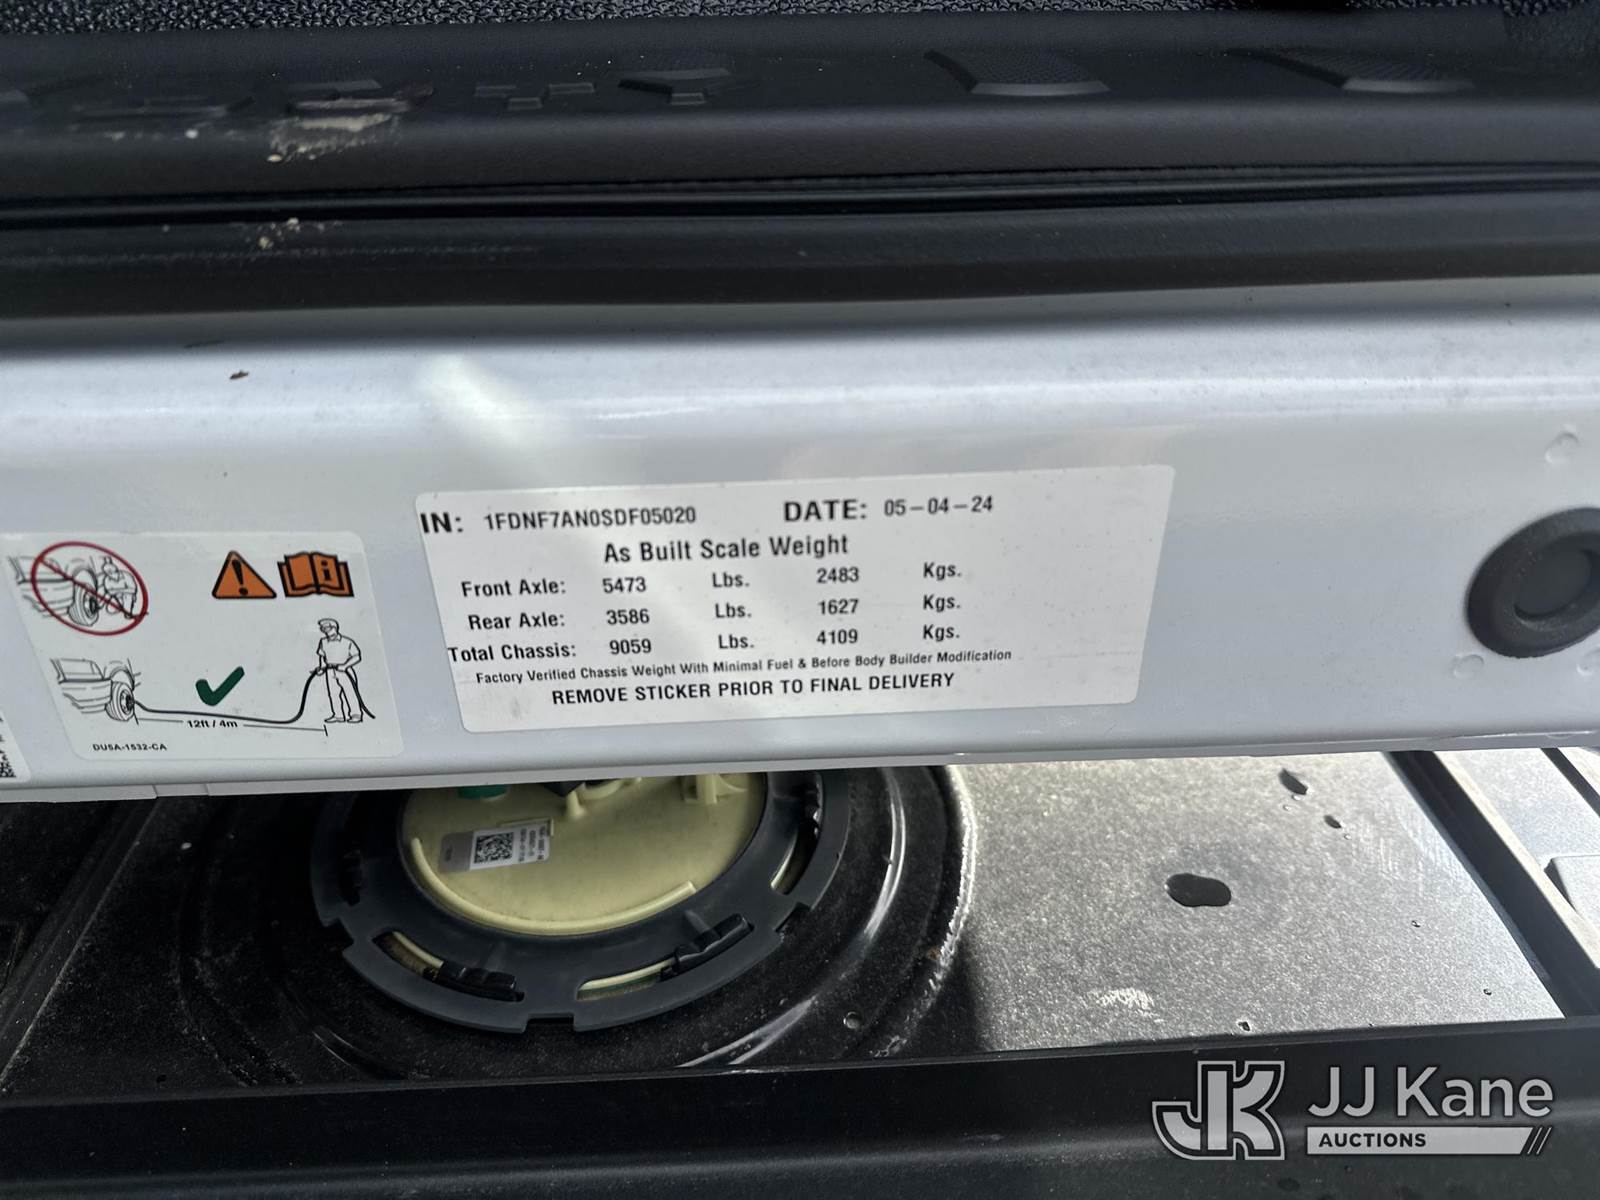 IN: 1FDNF7AN0SDF05020 DATE: 05-04-24
As Built Scale Weight
Front Axle: 5473 Lbs. 2483 Kgs.
Rear Axle: 3586 Lbs. 1627 Kgs.
Total Chassis: 9059 Lbs. 4109 Kgs.
Factory Verified Chassis Weight With Minimal Fuel & Before Body Builder Modification
REMOVE STICKER PRIOR TO FINAL DELIVERY
12ft / 4m
DUSA-1532-CA
JK JJ Kane
AUCTIONS